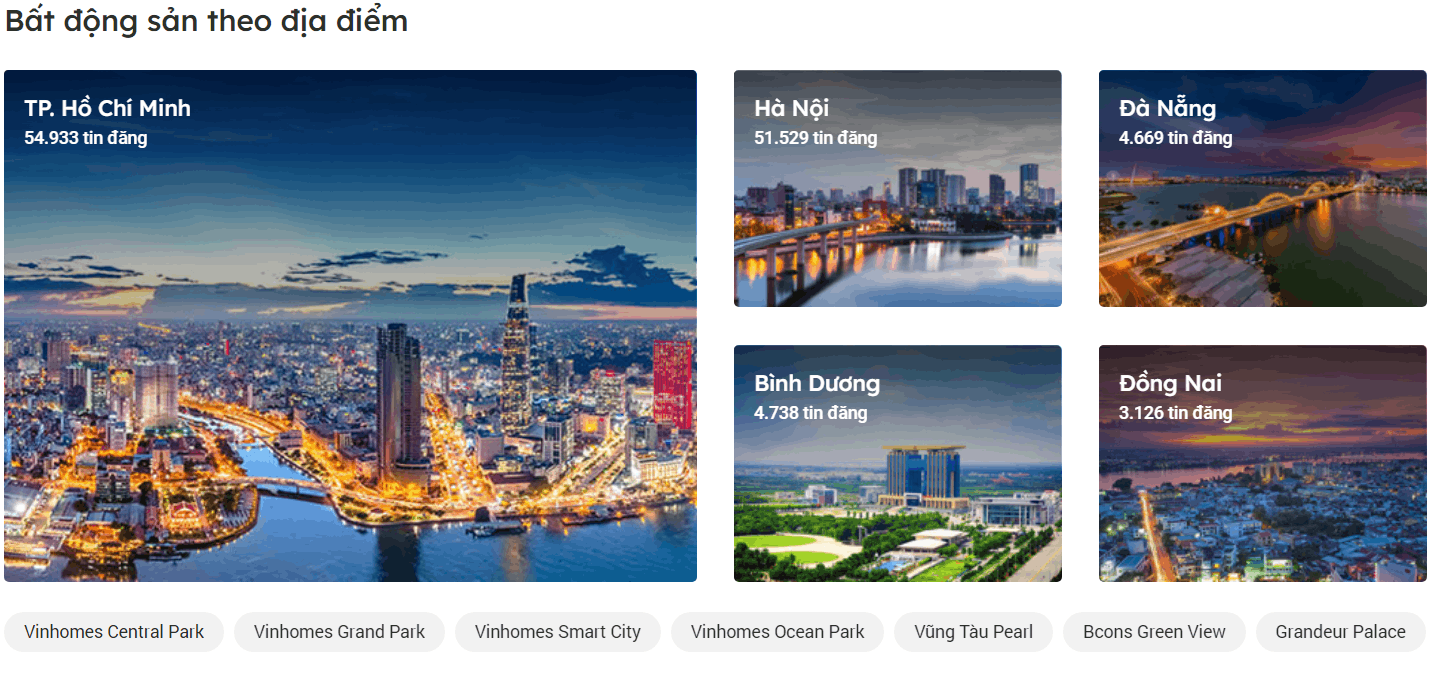 Bất động sản theo địa điểm
TP. Hồ Chí Minh
54.933 tin đăng
Hà Nội
51.529 tin đăng
Đà Nẵng
4.669 tin đăng
Bình Dương
4.738 tin đăng
Đồng Nai
3.126 tin đăng
Vinhomes Central Park
Vinhomes Grand Park
Vinhomes Smart City
Vinhomes Ocean Park
Vũng Tàu Pearl
Bcons Green View
Grandeur Palace